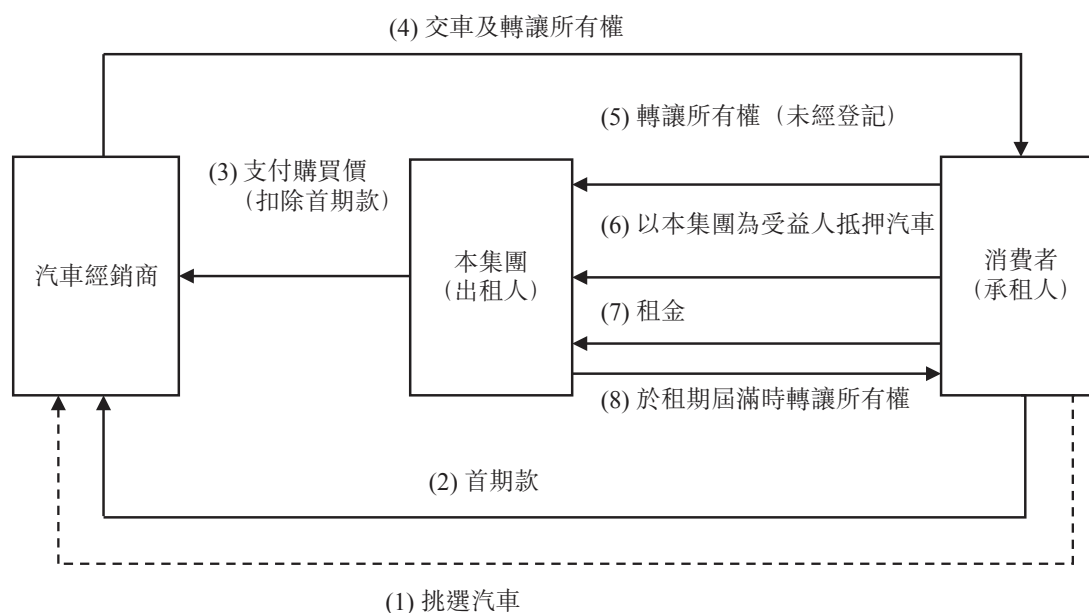 (4) 交車及轉讓所有權
(5) 轉讓所有權（未經登記）
(3) 支付購買價
（扣除首期款）
(6) 以本集團為受益人抵押汽車
汽車經銷商
本集團
（出租人）
消費者
（承租人）
(7) 租金
(8) 於租期屆滿時轉讓所有權
(2) 首期款
(1) 挑選汽車